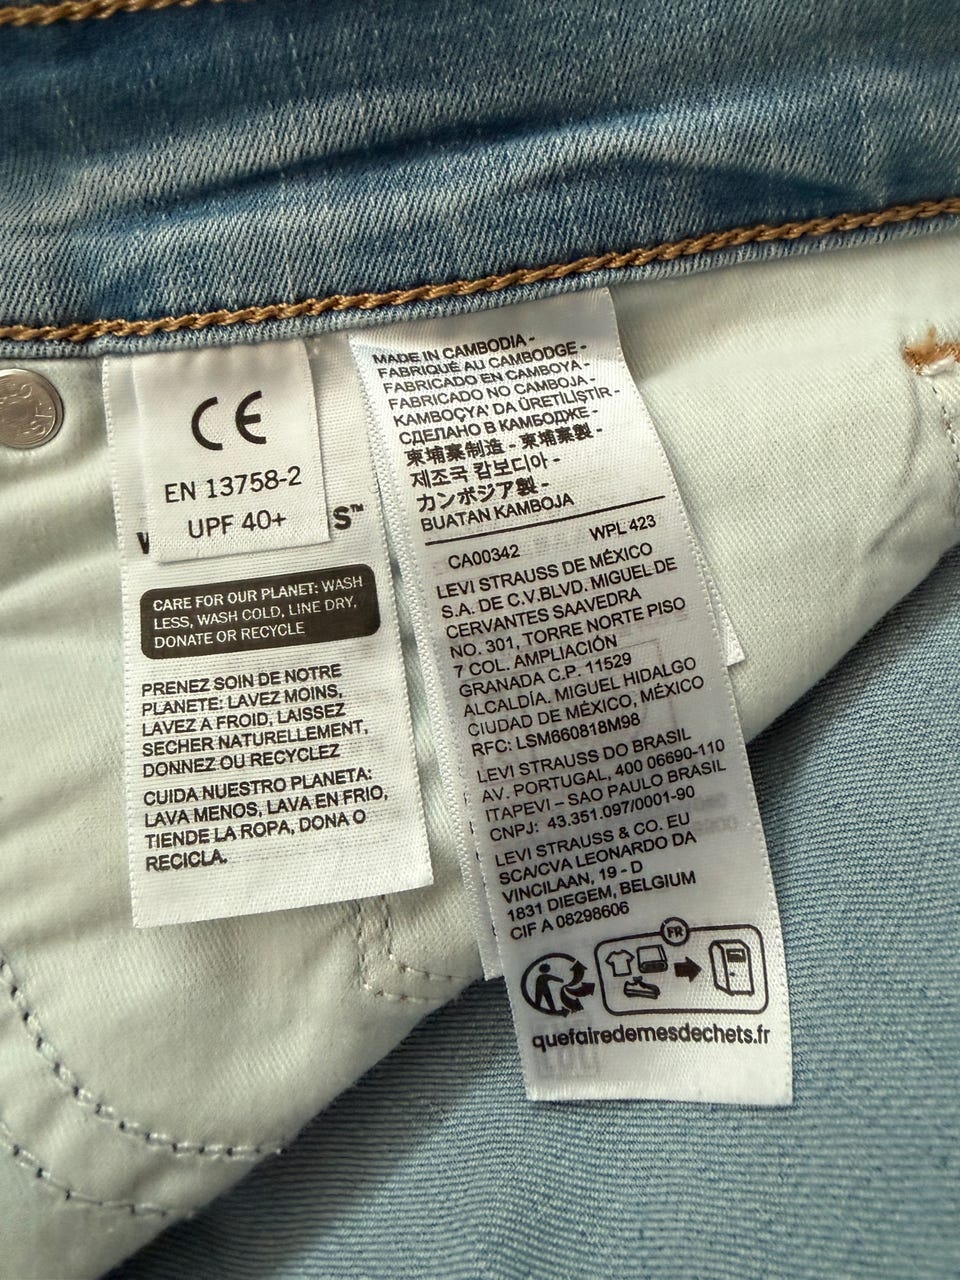 CE
EN 13758-2
UPF 40+
S™
CARE FOR OUR PLANET: WASH
LESS, WASH COLD, LINE DRY,
DONATE OR RECYCLE
PRENEZ SOIN DE NOTRE
PLANETE: LAVEZ MOINS,
LAVEZ A FROID, LAISSEZ
SECHER NATURELLEMENT,
DONNEZ OU RECYCLEZ
CUIDA NUESTRO PLANETA:
LAVA MENOS, LAVA EN FRIO,
TIENDE LA ROPA, DONA O
RECICLA.
MADE IN CAMBODIA -
FABRIQUÉ AU CAMBODGE -
FABRICADO EN CAMBOYA -
FABRICADO NO CAMBOJA -
KAMBOÇYA' DA ÜRETİLİŞTİR -
СДЕЛАНО В КАМБОДЖЕ -
柬埔寨制造 - 柬埔寨製 -
제조국 캄보디아 -
カンボジア製 -
BUATAN KAMBOJA
CA00342 WPL 423
LEVI STRAUSS DE MÉXICO
S.A. DE C.V.BLVD. MIGUEL DE
CERVANTES SAAVEDRA
NO. 301, TORRE NORTE PISO
7 COL. AMPLIACIÓN
GRANADA C.P. 11529
ALCALDÍA. MIGUEL HIDALGO
CIUDAD DE MÉXICO, MÉXICO
RFC: LSM660818M98
LEVI STRAUSS DO BRASIL
AV. PORTUGAL, 400 06690-110
ITAPEVI – SAO PAULO BRASIL
CNPJ: 43.351.097/0001-90
LEVI STRAUSS & CO. EU
SCA/CVA LEONARDO DA
VINCILAAN, 19 - D
1831 DIEGEM, BELGIUM
CIF A 08298606
FR
quefairedemesdechets.fr